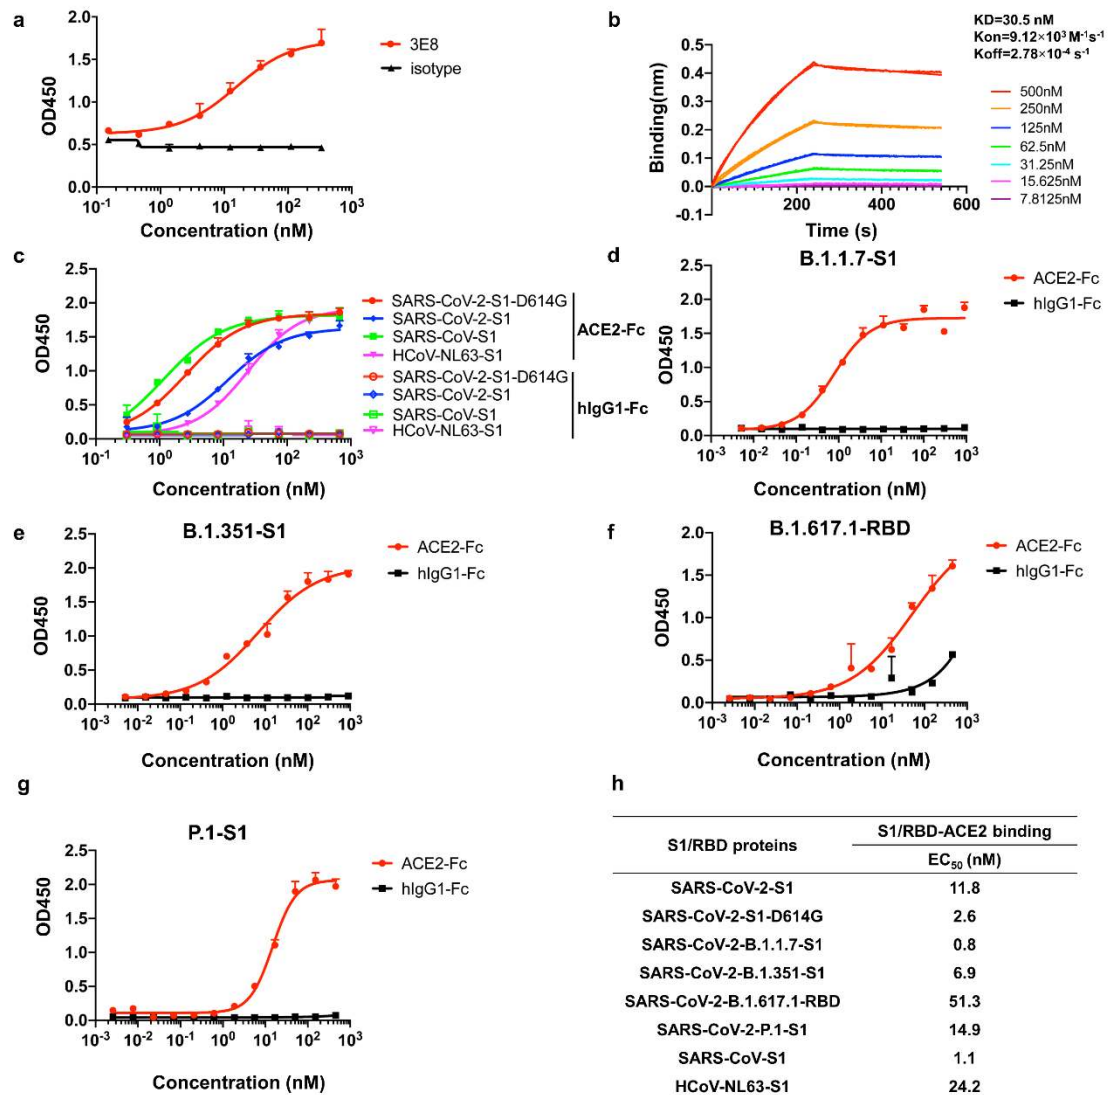 a
2.0
1.5
1.0
0.5
0.0
OD450
10⁻¹ 10⁰ 10¹ 10² 10³
Concentration (nM)
3E8
isotype
b
0.5
0.4
0.3
0.2
0.1
0.0
-0.1
Binding(nm)
0 200 400 600
Time (s)
KD=30.5 nM
Kon=9.12×10³ M⁻¹s⁻¹
Koff=2.78×10⁻⁴ s⁻¹
500nM
250nM
125nM
62.5nM
31.25nM
15.625nM
7.8125nM
c
2.5
2.0
1.5
1.0
0.5
0.0
OD450
10⁻¹ 10⁰ 10¹ 10² 10³
Concentration (nM)
SARS-CoV-2-S1-D614G
SARS-CoV-2-S1
SARS-CoV-S1
HCoV-NL63-S1
ACE2-Fc
SARS-CoV-2-S1-D614G
SARS-CoV-2-S1
SARS-CoV-S1
HCoV-NL63-S1
hIgG1-Fc
d
B.1.1.7-S1
2.5
2.0
1.5
1.0
0.5
0.0
OD450
10⁻³ 10⁻² 10⁻¹ 10⁰ 10¹ 10² 10³
Concentration (nM)
ACE2-Fc
hIgG1-Fc
e
B.1.351-S1
2.5
2.0
1.5
1.0
0.5
0.0
OD450
10⁻³ 10⁻² 10⁻¹ 10⁰ 10¹ 10² 10³
Concentration (nM)
ACE2-Fc
hIgG1-Fc
f
B.1.617.1-RBD
2.0
1.5
1.0
0.5
0.0
OD450
10⁻³ 10⁻² 10⁻¹ 10⁰ 10¹ 10² 10³
Concentration (nM)
ACE2-Fc
hIgG1-Fc
g
P.1-S1
2.5
2.0
1.5
1.0
0.5
0.0
OD450
10⁻³ 10⁻² 10⁻¹ 10⁰ 10¹ 10² 10³
Concentration (nM)
ACE2-Fc
hIgG1-Fc
h
S1/RBD proteins S1/RBD-ACE2 binding
EC₅₀ (nM)
SARS-CoV-2-S1 11.8
SARS-CoV-2-S1-D614G 2.6
SARS-CoV-2-B.1.1.7-S1 0.8
SARS-CoV-2-B.1.351-S1 6.9
SARS-CoV-2-B.1.617.1-RBD 51.3
SARS-CoV-2-P.1-S1 14.9
SARS-CoV-S1 1.1
HCoV-NL63-S1 24.2